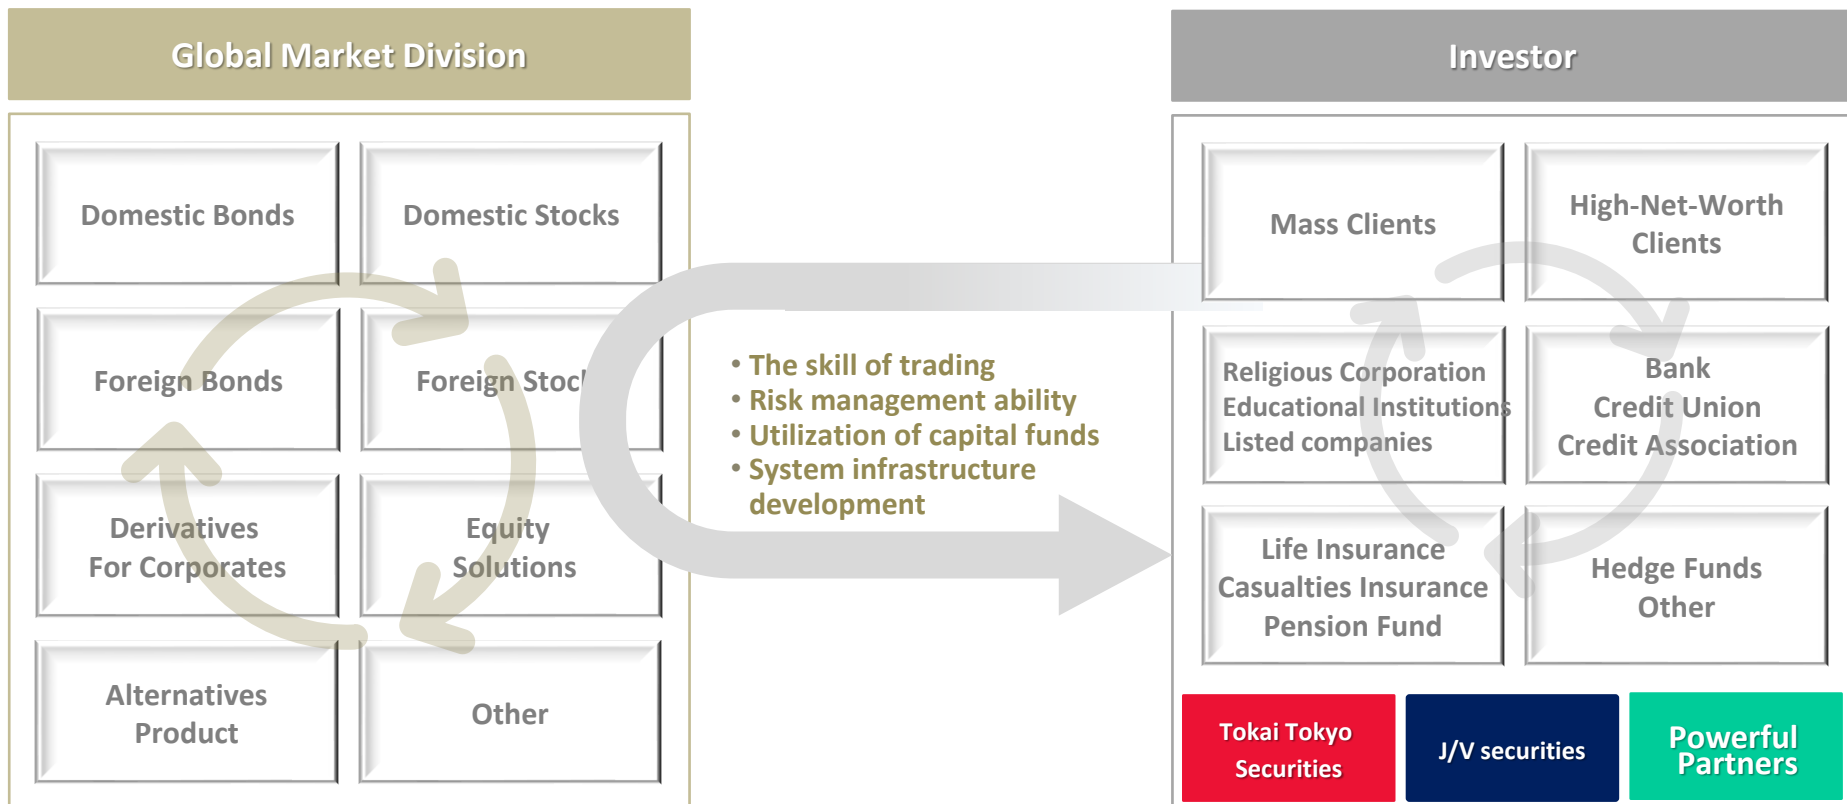 Global Market Division
Domestic Bonds
Domestic Stocks
Foreign Bonds
Foreign Stoc
Derivatives
For Corporates
Equity
Solutions
Alternatives
Product
Other
• The skill of trading
• Risk management ability
• Utilization of capital funds
• System infrastructure
development
Investor
Mass Clients
High-Net-Worth
Clients
Religious Corporation
Educational Institutions
Listed companies
Bank
Credit Union
Credit Association
Life Insurance
Casualties Insurance
Pension Fund
Hedge Funds
Other
Tokai Tokyo
Securities
J/V securities
Powerful
Partners